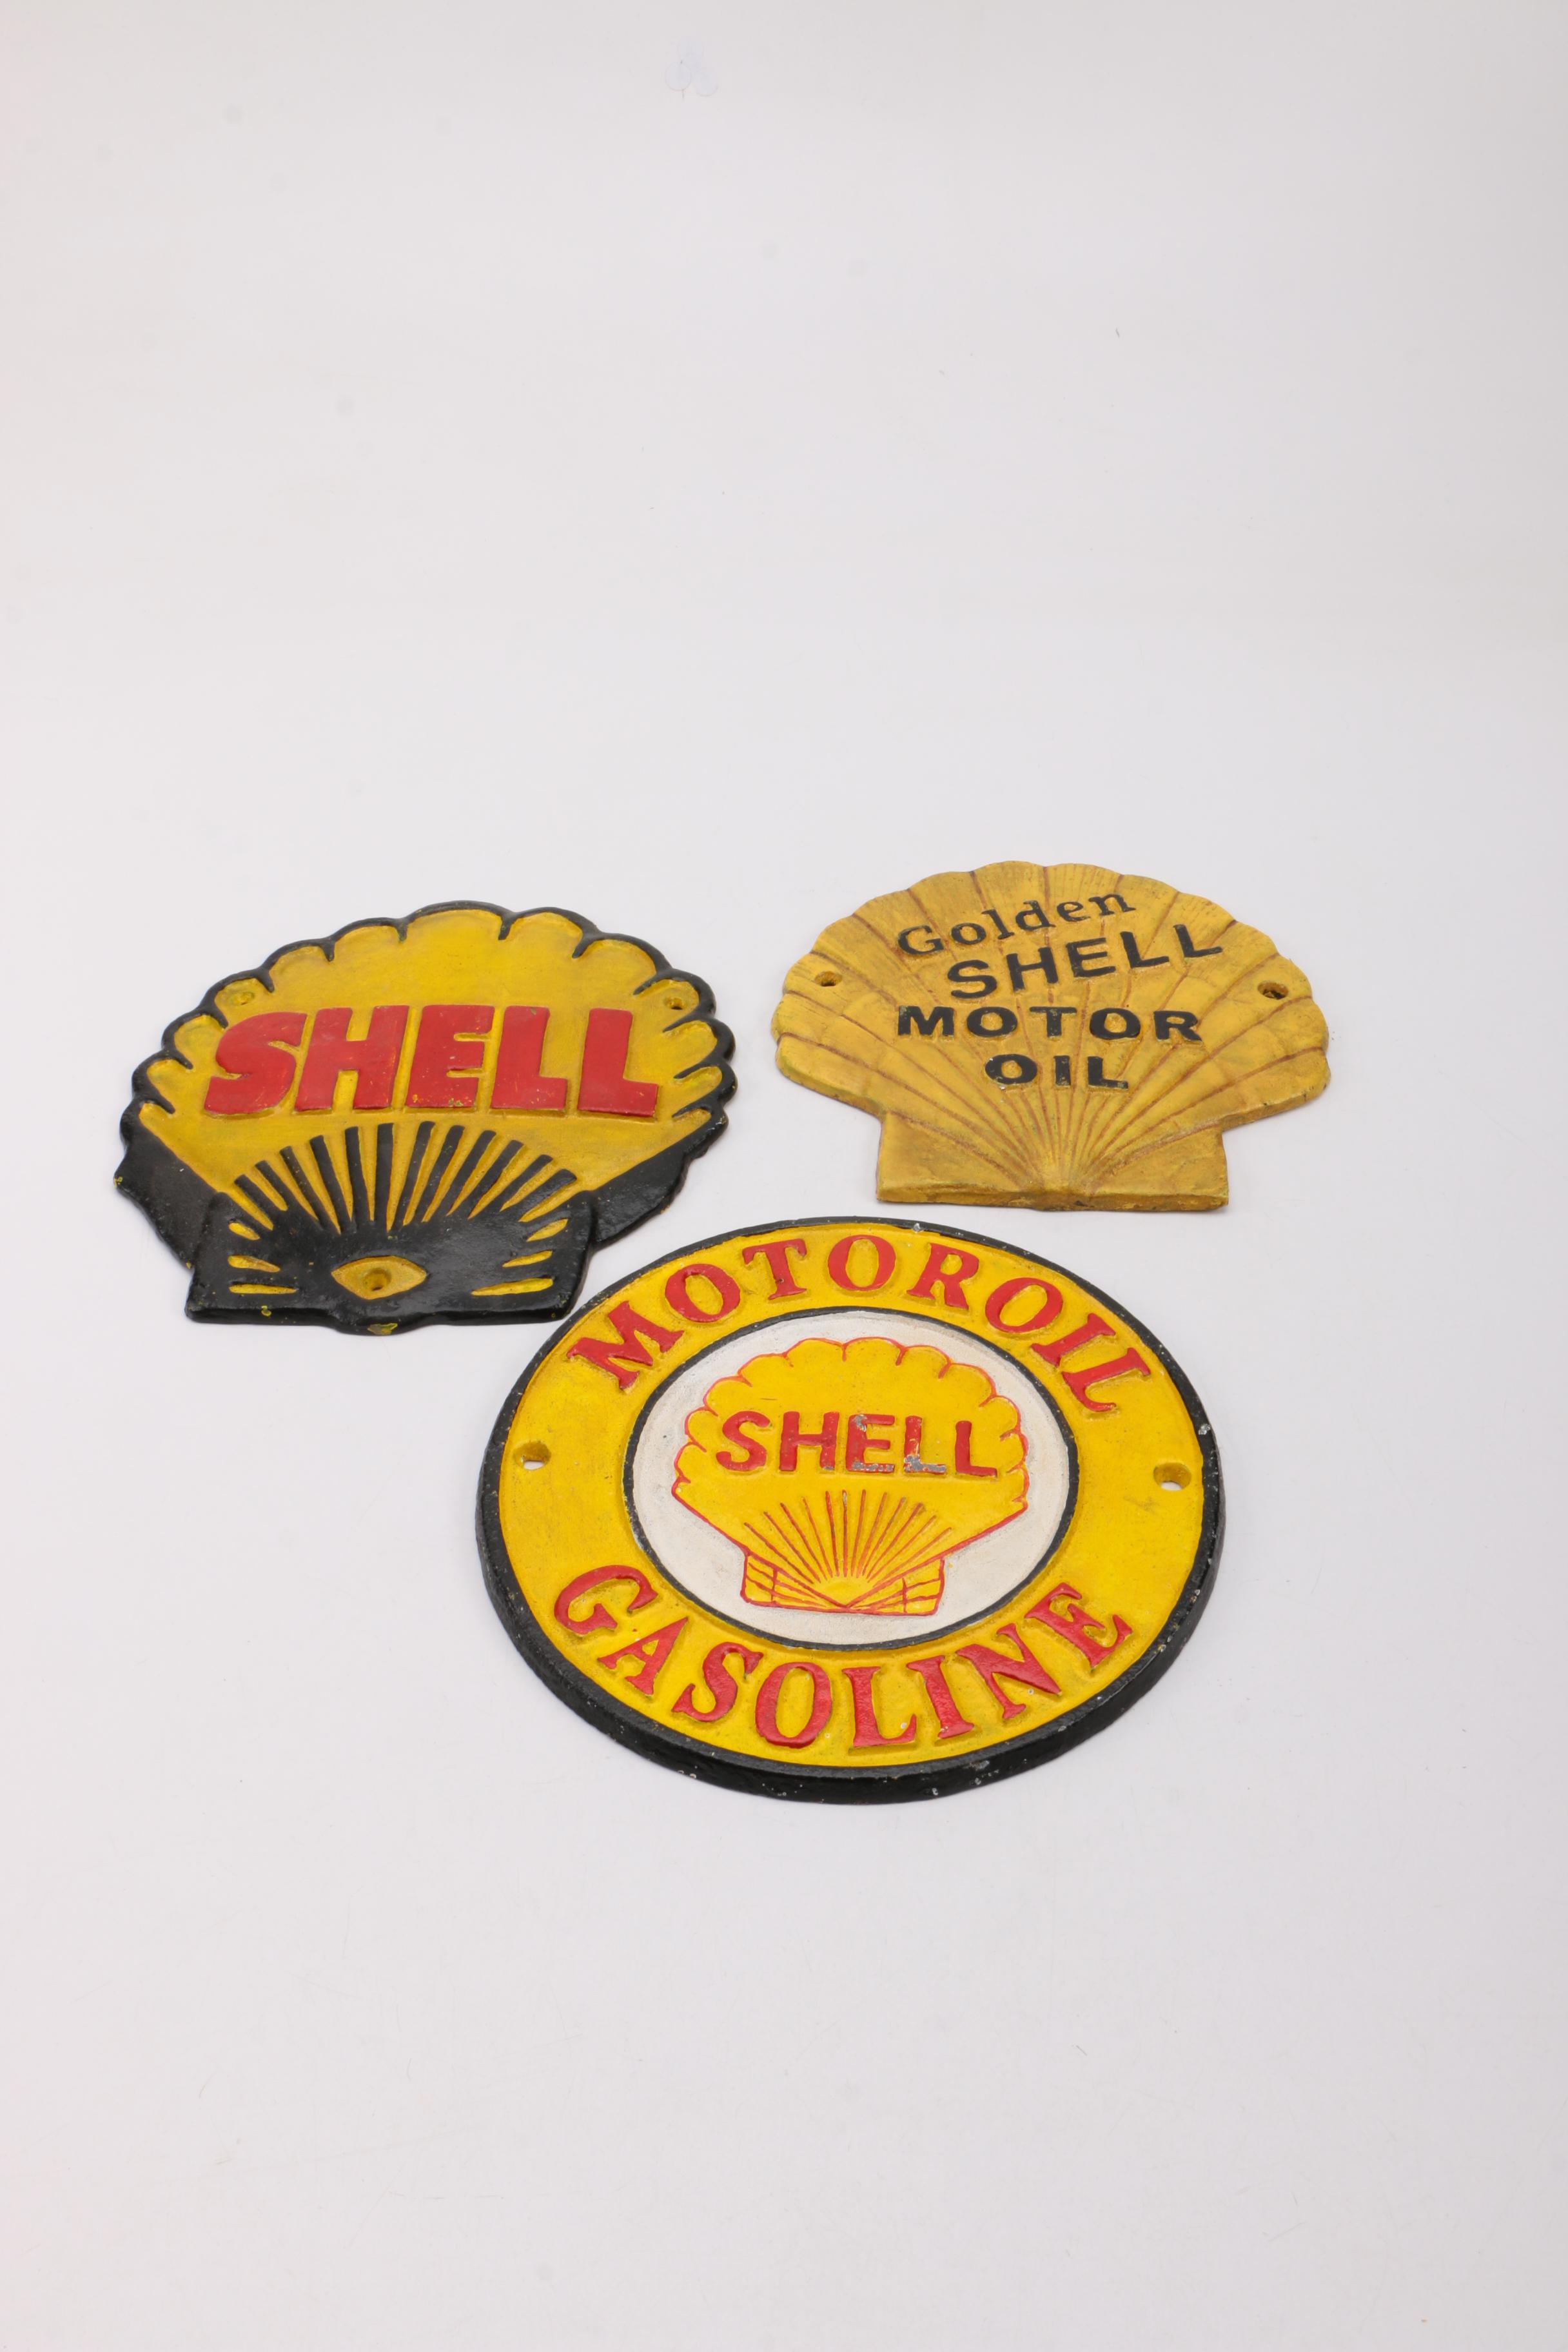 SHELL
Golden
SHELL
MOTOR
OIL
MOTOROIL
SHELL
GASOLINE